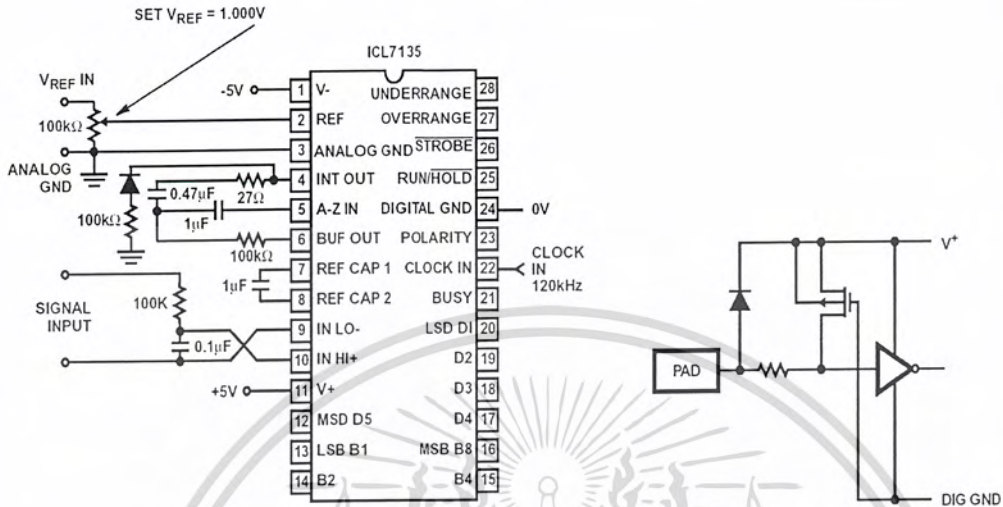 SET VREF = 1.000V
ICL7135
VREF IN
100kΩ
ANALOG
GND
-5V
1 V-
2 REF
3 ANALOG GND
4 INT OUT
5 A-Z IN
6 BUF OUT
7 REF CAP 1
8 REF CAP 2
9 IN LO-
10 IN HI+
11 V+
12 MSD D5
13 LSB B1
14 B2
UNDERRANGE 28
OVERRANGE 27
STROBE 26
RUN/HOLD 25
DIGITAL GND 24
POLARITY 23
CLOCK IN 22
BUSY 21
LSD DI 20
D2 19
D3 18
D4 17
MSB B8 16
B4 15
0.47µF
27Ω
100kΩ
1µF
100kΩ
1µF
SIGNAL
INPUT
100K
0.1µF
+5V
0V
CLOCK
IN
120kHz
V+
PAD
DIG GND